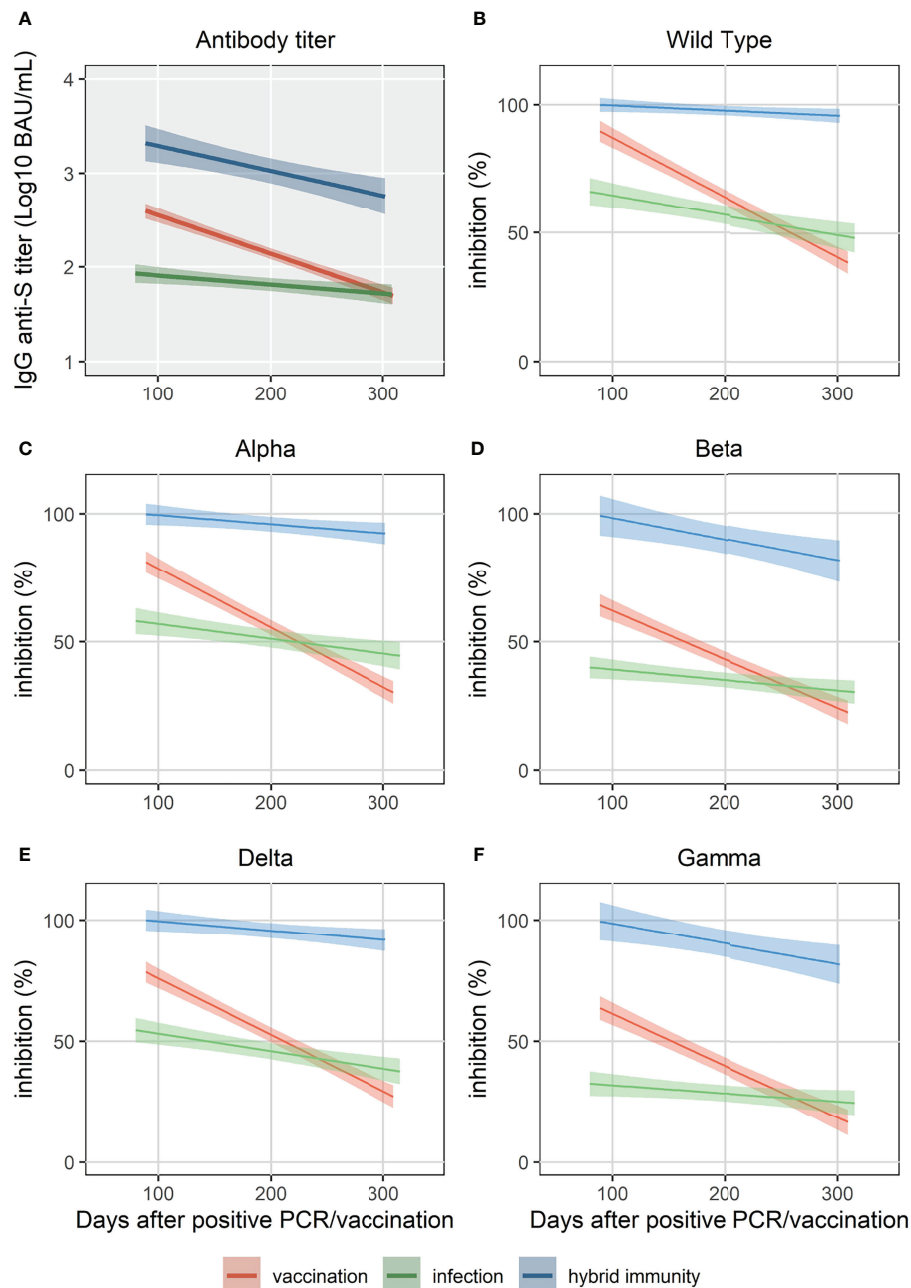 A
Antibody titer
IgG anti-S titer (Log10 BAU/mL)
4
3
2
1
100 200 300
B
Wild Type
inhibition (%)
100
50
0
100 200 300
C
Alpha
inhibition (%)
100
50
0
100 200 300
D
Beta
inhibition (%)
100
50
0
100 200 300
E
Delta
inhibition (%)
100
50
0
100 200 300
Days after positive PCR/vaccination
F
Gamma
inhibition (%)
100
50
0
100 200 300
Days after positive PCR/vaccination
vaccination infection hybrid immunity